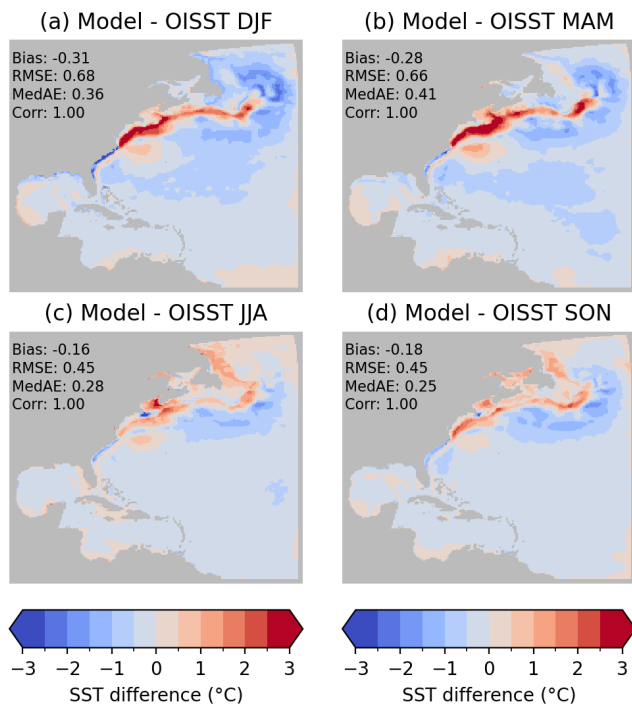 (a) Model - OISST DJF
Bias: -0.31
RMSE: 0.68
MedAE: 0.36
Corr: 1.00
(b) Model - OISST MAM
Bias: -0.28
RMSE: 0.66
MedAE: 0.41
Corr: 1.00
(c) Model - OISST JJA
Bias: -0.16
RMSE: 0.45
MedAE: 0.28
Corr: 1.00
(d) Model - OISST SON
Bias: -0.18
RMSE: 0.45
MedAE: 0.25
Corr: 1.00
−3 −2 −1 0 1 2 3
SST difference (°C)
−3 −2 −1 0 1 2 3
SST difference (°C)